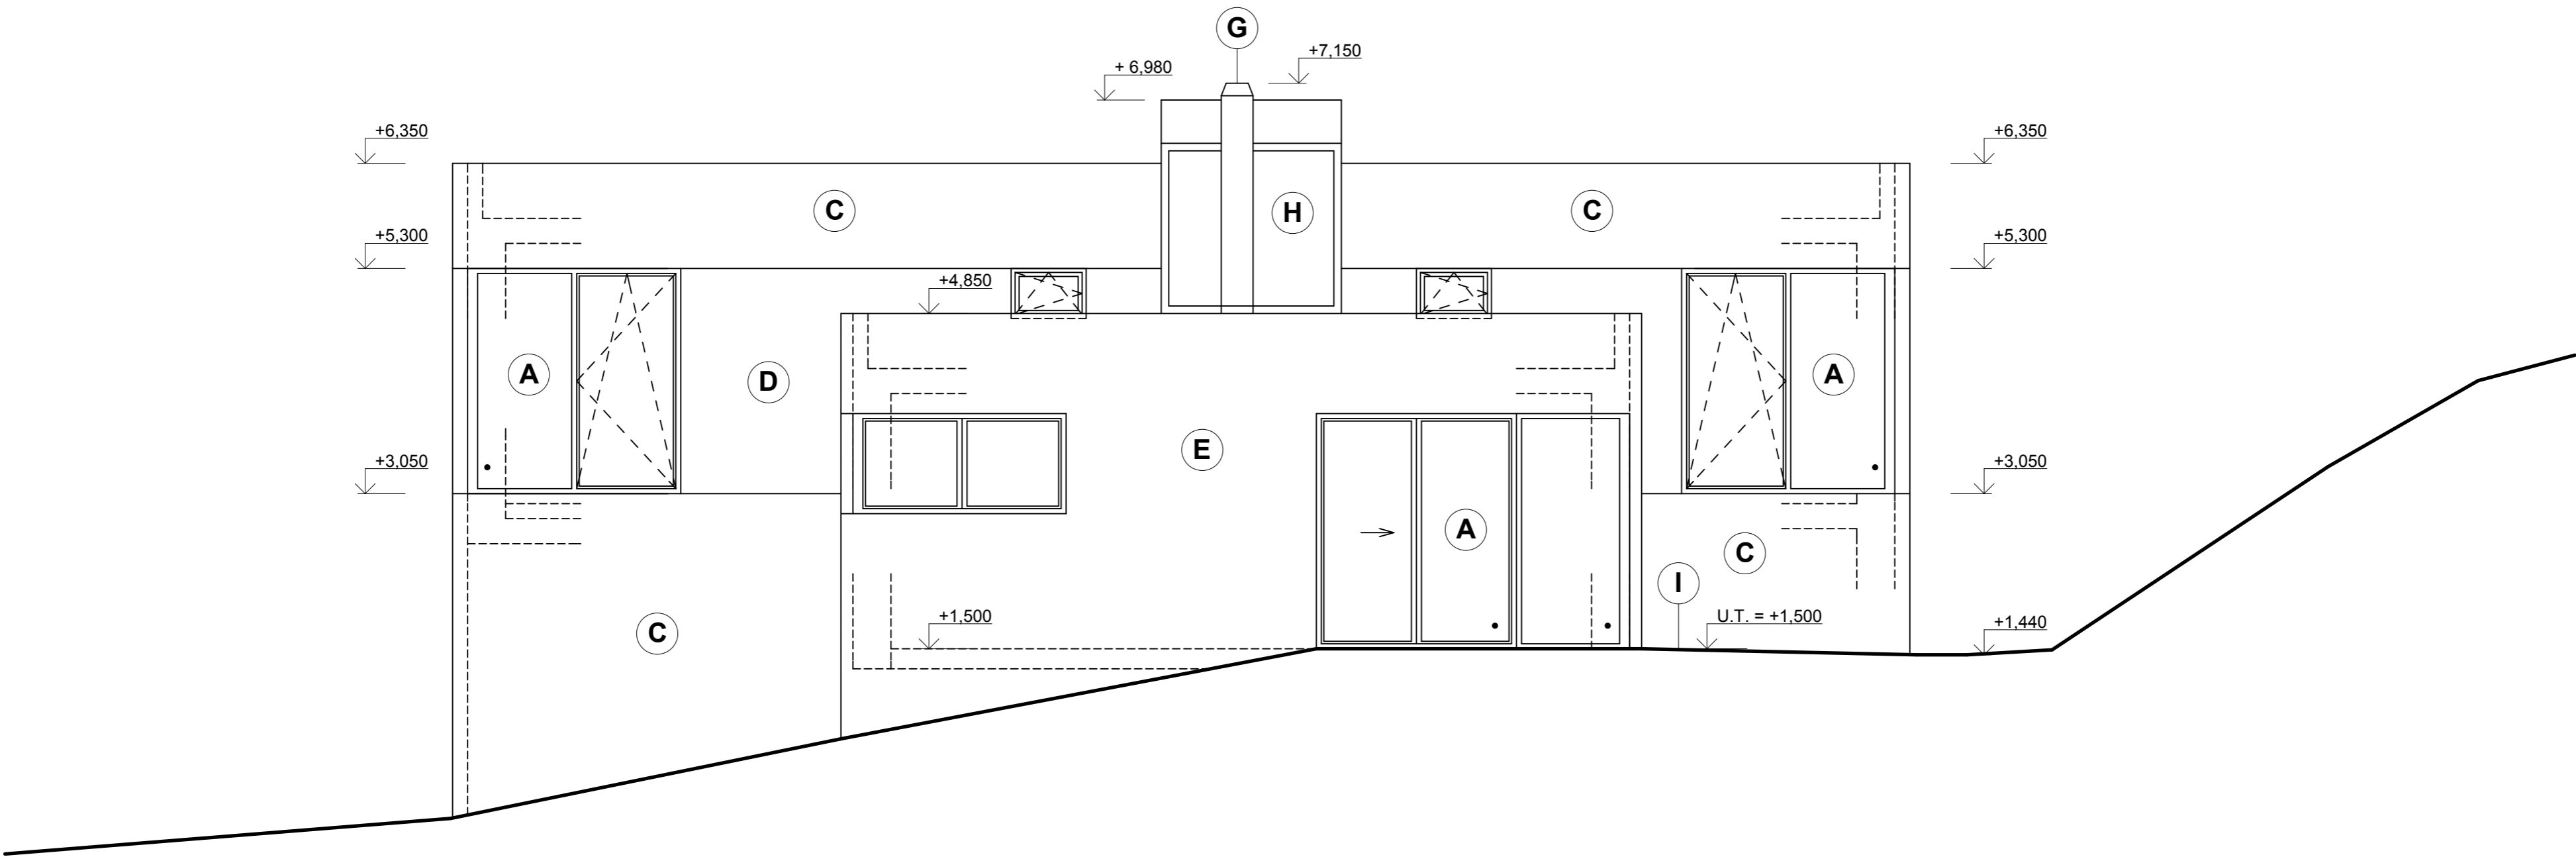 G
+7,150
+ 6,980
+6,350
+6,350
C
H
C
+5,300
+5,300
+4,850
A
D
A
E
+3,050
+3,050
A
C
I
+1,500
U.T. = +1,500
+1,440
C